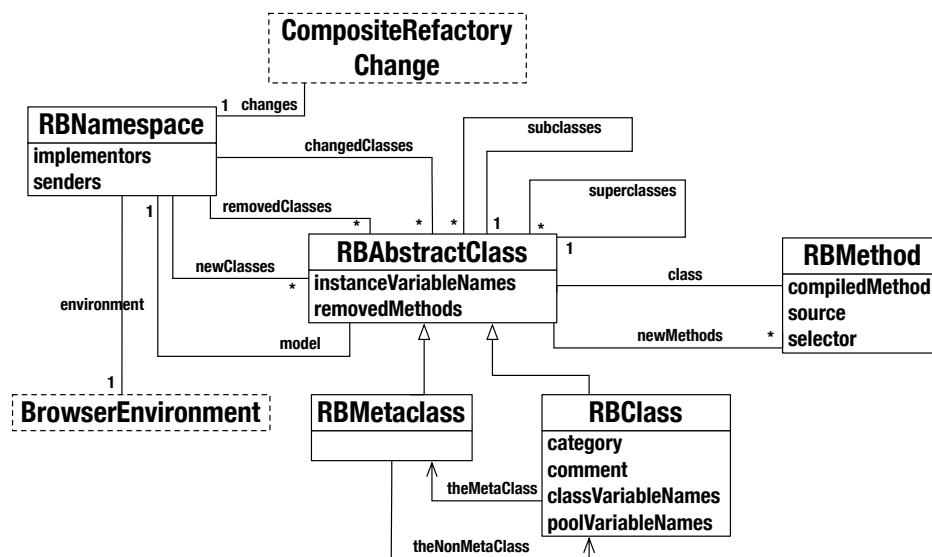 CompositeRefactory
Change
1 changes
RBNamespace
implementors
senders
changedClasses
subclasses
superclasses
1
removedClasses
*
*
*
1
*
1
RBAbstractClass
instanceVariableNames
removedMethods
newClasses
*
environment
model
class
RBMethod
compiledMethod
source
selector
newMethods
*
1
BrowserEnvironment
RBMetaclass
RBClass
category
comment
classVariableNames
poolVariableNames
theMetaClass
theNonMetaClass